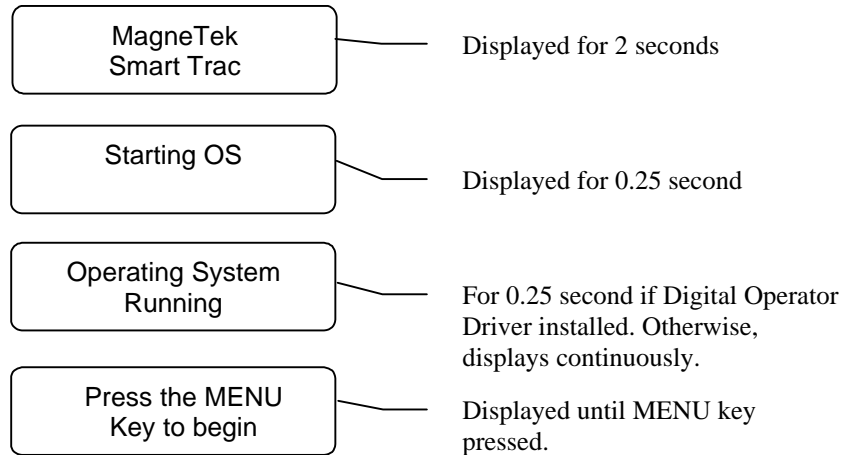 MagneTek
Smart Trac
Displayed for 2 seconds
Starting OS
Displayed for 0.25 second
Operating System
Running
For 0.25 second if Digital Operator
Driver installed. Otherwise,
displays continuously.
Press the MENU
Key to begin
Displayed until MENU key
pressed.